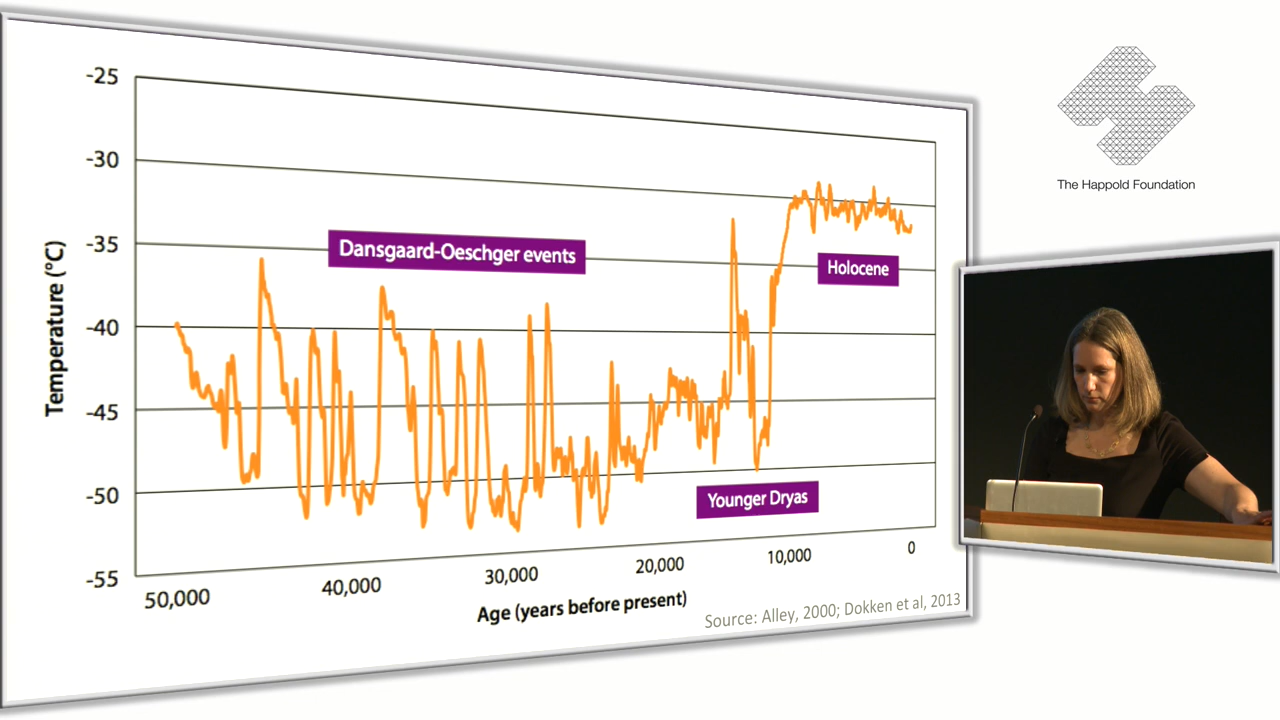 -25
-30
-35
-40
-45
-50
-55
Temperature (°C)
Dansgaard-Oeschger events
Holocene
Younger Dryas
50,000
40,000
30,000
20,000
10,000
0
Age (years before present)
Source: Alley, 2000; Dokken et al, 2013
The Happold Foundation